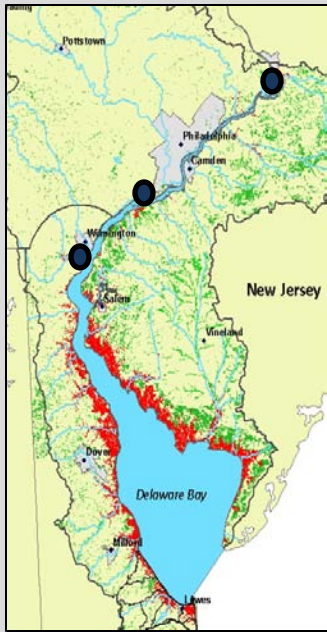 Pottstown
Philadelphia
Camden
Wilmington
New Jersey
Salem
Vineland
Dover
Delaware Bay
Milford
Lewes